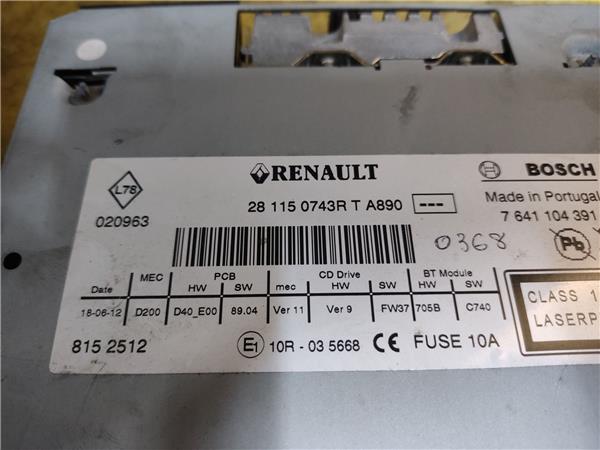 L78
020963
RENAULT
28 115 0743R T A890 ---
BOSCH
Made in Portugal
7 641 104 391
0368
Pb
Date MEC PCB CD Drive BT Module
HW SW mec HW SW HW SW
18-06-12 D200 D40_E00 89.04 Ver 11 Ver 9 FW37 705B C740
815 2512
E1 10R - 03 5668 CE FUSE 10A
CLASS 1
LASERP